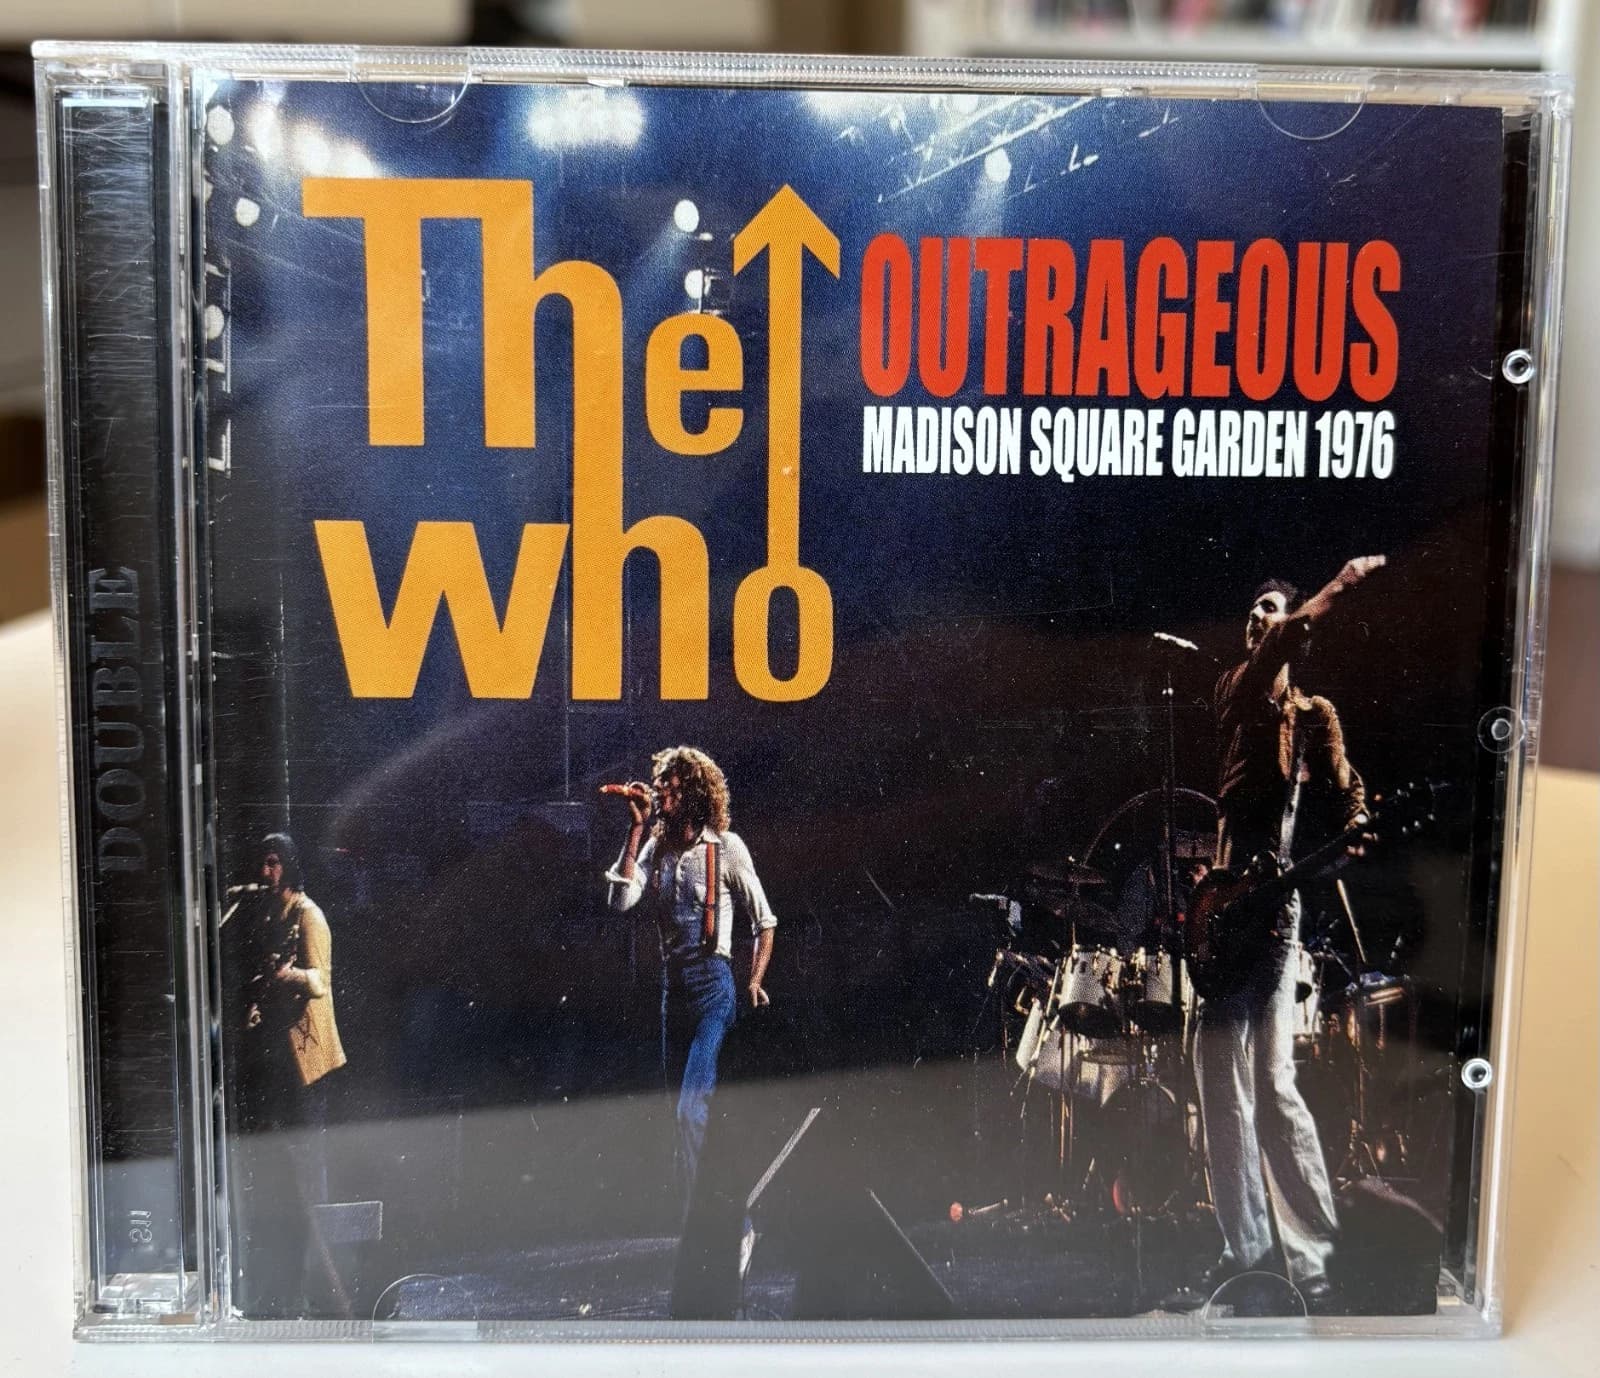 The
who
OUTRAGEOUS
MADISON SQUARE GARDEN 1976
DOUBLE